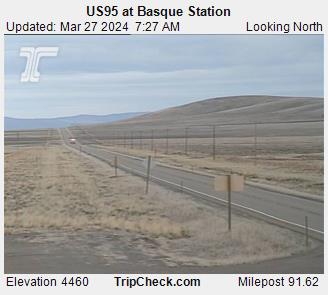 US95 at Basque Station
Updated: Mar 27 2024 7:27 AM Looking North
Elevation 4460 TripCheck.com Milepost 91.62